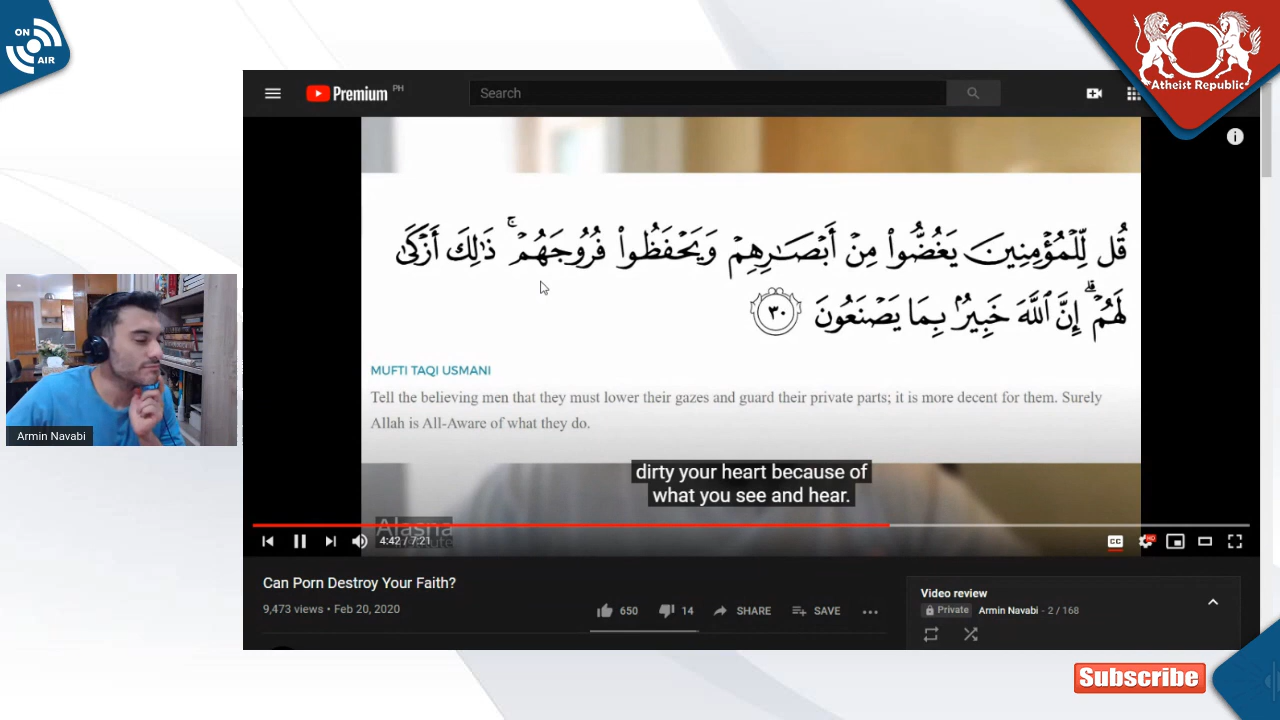 ON
AIR
Atheist Republic
Premium PH
Search
قُل لِّلْمُؤْمِنِينَ يَغُضُّوا۟ مِنْ أَبْصَـٰرِهِمْ وَيَحْفَظُوا۟ فُرُوجَهُمْ ۚ ذَٰلِكَ أَزْكَىٰ
لَهُمْ ۗ إِنَّ ٱللَّهَ خَبِيرٌۢ بِمَا يَصْنَعُونَ ٣٠
MUFTI TAQI USMANI
Tell the believing men that they must lower their gazes and guard their private parts; it is more decent for them. Surely
Allah is All-Aware of what they do.
dirty your heart because of
what you see and hear.
Alasna
4:42 / 7:21
CC
HD
Can Porn Destroy Your Faith?
9,473 views • Feb 20, 2020
650
14
SHARE
SAVE
Video review
Private Armin Navabi - 2 / 168
Armin Navabi
Subscribe